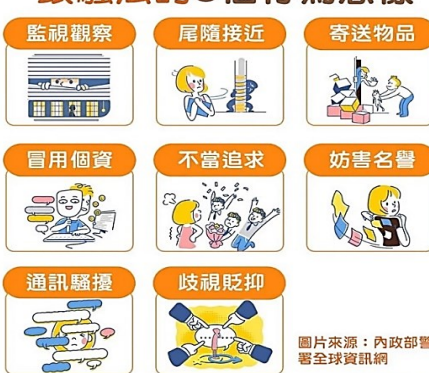 監視觀察
尾隨接近
寄送物品
冒用個資
不當追求
妨害名譽
通訊騷擾
歧視貶抑
圖片來源：內政部警
署全球資訊網